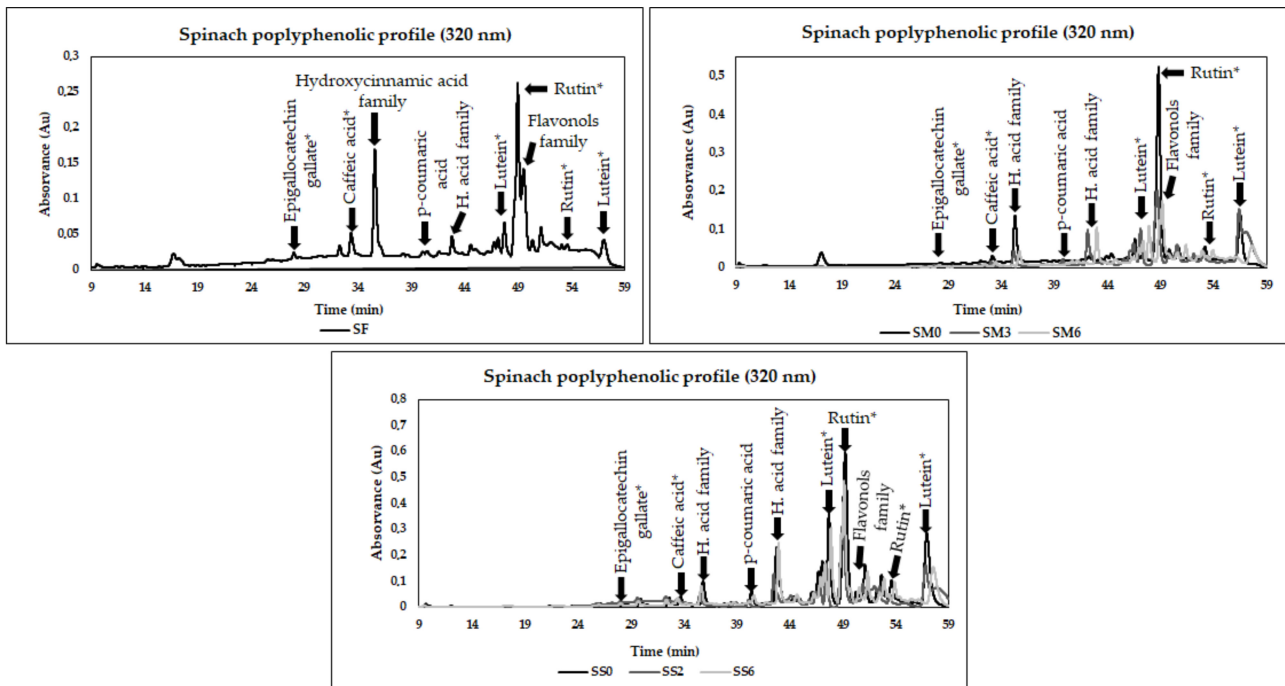 Spinach poplyphenolic profile (320 nm)
Absorvance (Au)
0,3
0,25
0,2
0,15
0,1
0,05
0
Epigallocatechin
gallate*
Caffeic acid*
Hydroxycinnamic acid
family
p-coumaric
acid
H. acid family
Lutein*
Rutin*
Flavonols
family
Rutin*
Lutein*
9 14 19 24 29 34 39 44 49 54 59
Time (min)
SF
Spinach poplyphenolic profile (320 nm)
Absorvance (Au)
0,5
0,4
0,3
0,2
0,1
0
Epigallocatechin
gallate*
Caffeic acid*
H. acid family
p-coumaric acid
H. acid family
Lutein*
Rutin*
Flavonols
family
Rutin*
Lutein*
9 14 19 24 29 34 39 44 49 54 59
Time (min)
SM0 SM3 SM6
Spinach poplyphenolic profile (320 nm)
Absorvance (Au)
0,8
0,7
0,6
0,5
0,4
0,3
0,2
0,1
0
Epigallocatechin
gallate*
Caffeic acid*
H. acid family
p-coumaric acid
H. acid family
Lutein*
Rutin*
Flavonols
family
Rutin*
Lutein*
9 14 19 24 29 34 39 44 49 54 59
Time (min)
SS0 SS2 SS6